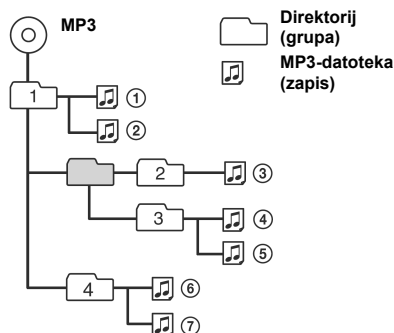 MP3
Direktorij
(grupa)
MP3-datoteka
(zapis)
1
①
②
2
③
3
④
⑤
4
⑥
⑦